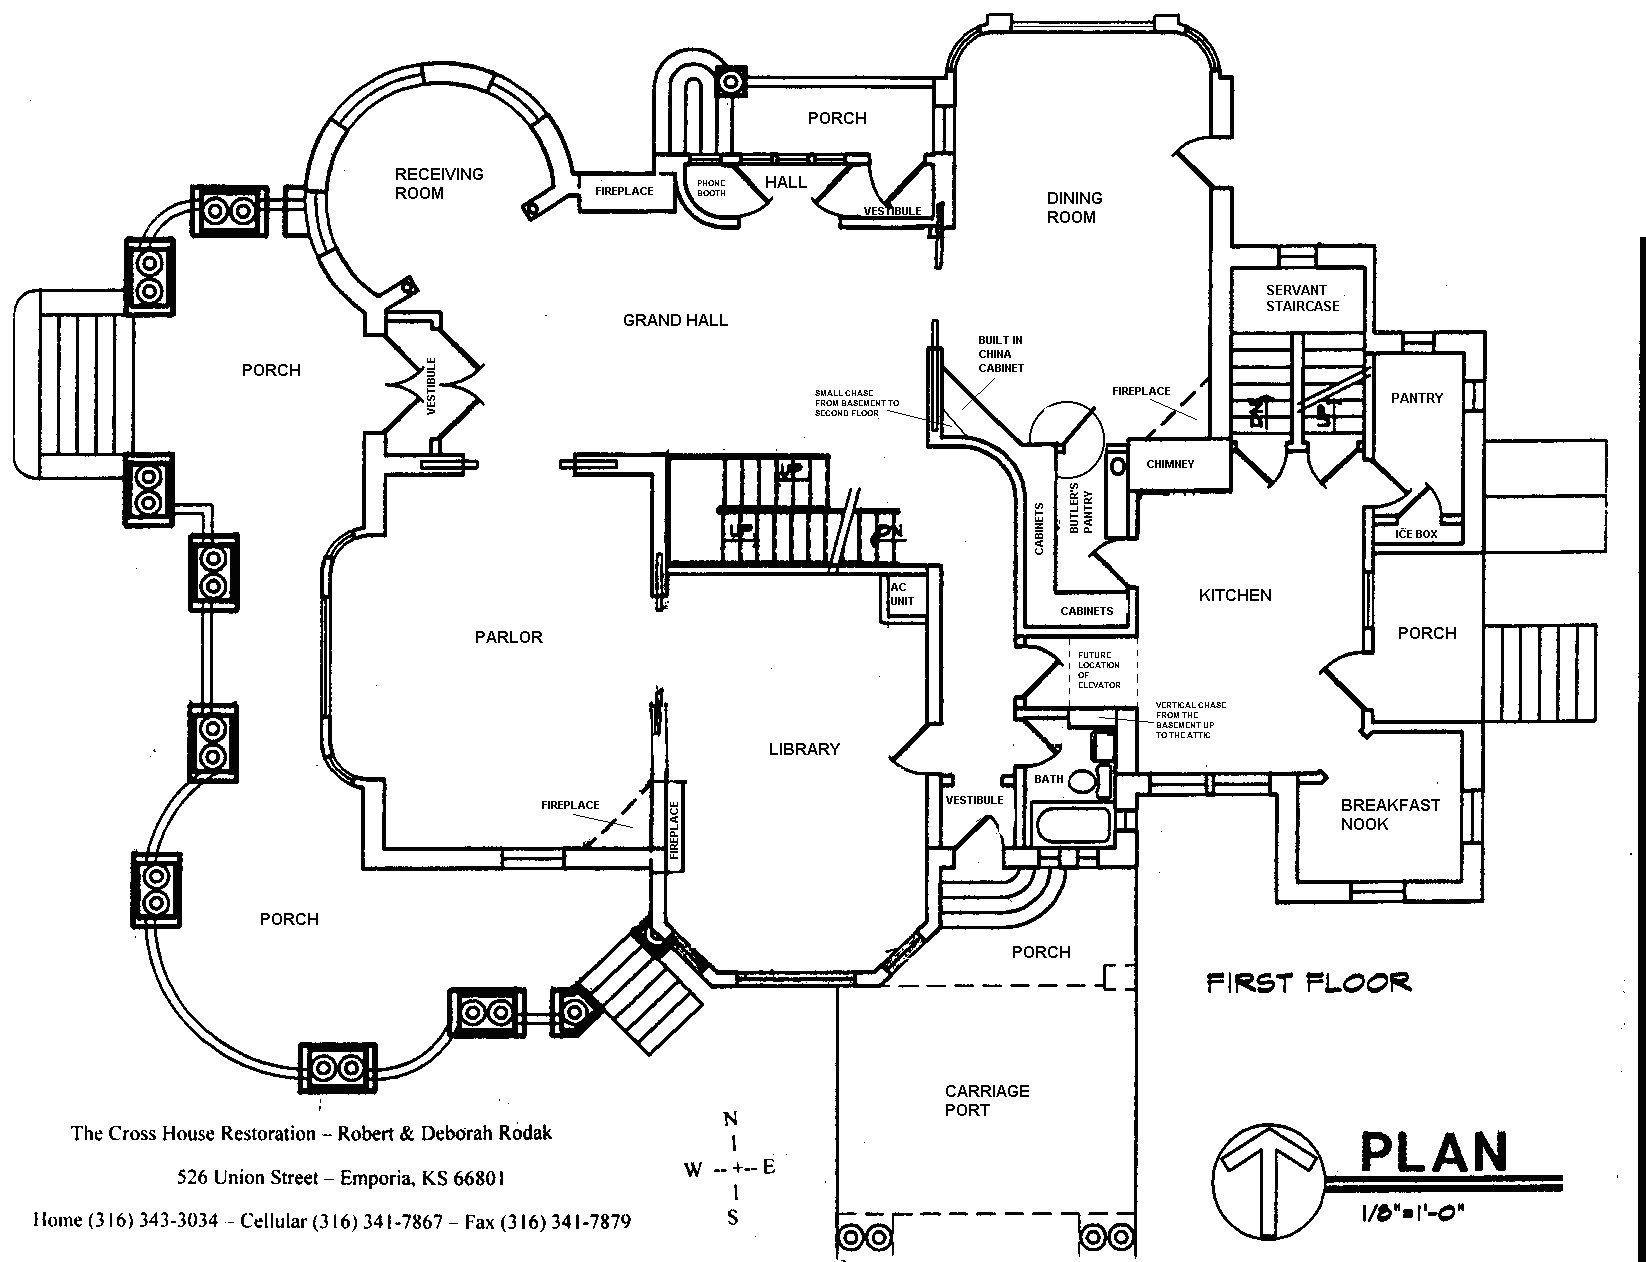 PORCH
RECEIVING
ROOM
FIREPLACE
PHONE
BOOTH
HALL
VESTIBULE
DINING
ROOM
SERVANT
STAIRCASE
GRAND HALL
BUILT IN
CHINA
CABINET
PORCH
VESTIBULE
SMALL CHASE
FROM BASEMENT TO
SECOND FLOOR
FIREPLACE
DN
UP
PANTRY
CHIMNEY
UP
UP
DN
CABINETS
BUTLER'S
PANTRY
ICE BOX
AC
UNIT
CABINETS
KITCHEN
PARLOR
PORCH
FUTURE
LOCATION
OF
ELEVATOR
VERTICAL CHASE
FROM THE
BASEMENT UP
TO THE ATTIC
LIBRARY
BATH
VESTIBULE
FIREPLACE
FIREPLACE
BREAKFAST
NOOK
PORCH
PORCH
FIRST FLOOR
CARRIAGE
PORT
The Cross House Restoration – Robert & Deborah Rodak
526 Union Street – Emporia, KS 66801
Home (316) 343-3034 – Cellular (316) 341-7867 – Fax (316) 341-7879
N
W --+-- E
S
PLAN
1/8"=1'-0"